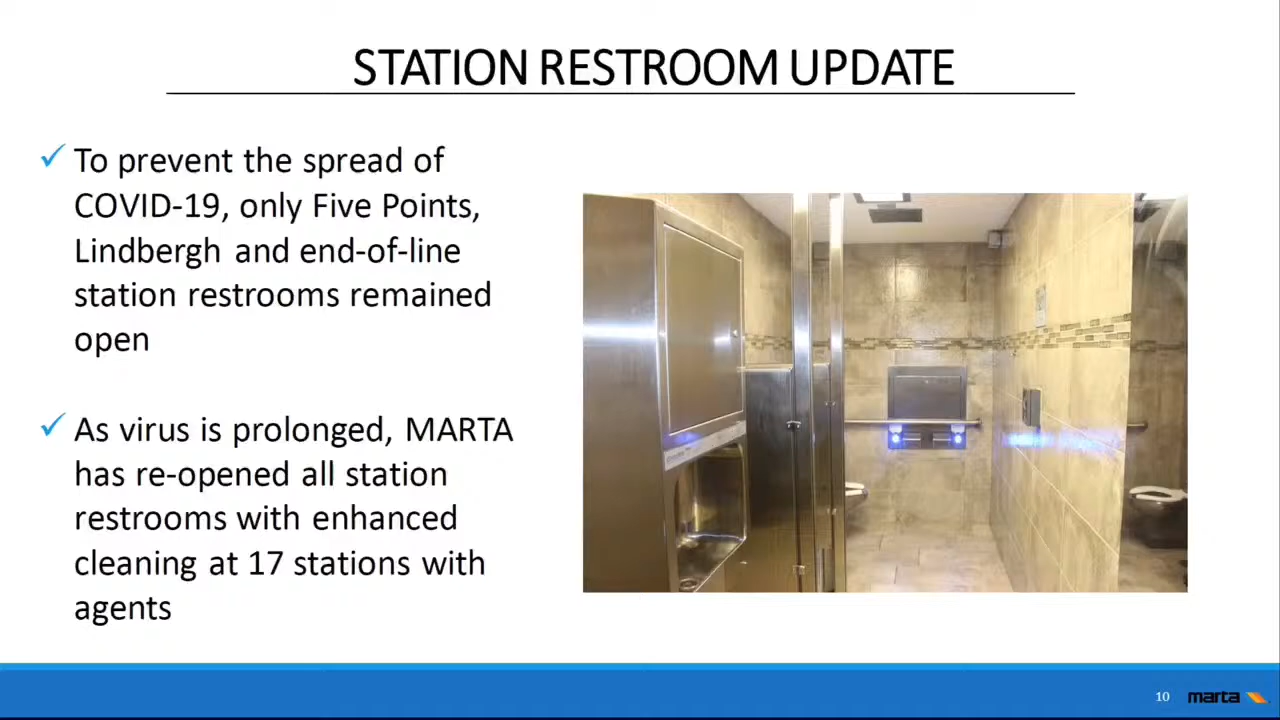 STATION RESTROOM UPDATE
✓ To prevent the spread of
COVID-19, only Five Points,
Lindbergh and end-of-line
station restrooms remained
open
✓ As virus is prolonged, MARTA
has re-opened all station
restrooms with enhanced
cleaning at 17 stations with
agents
10
marta